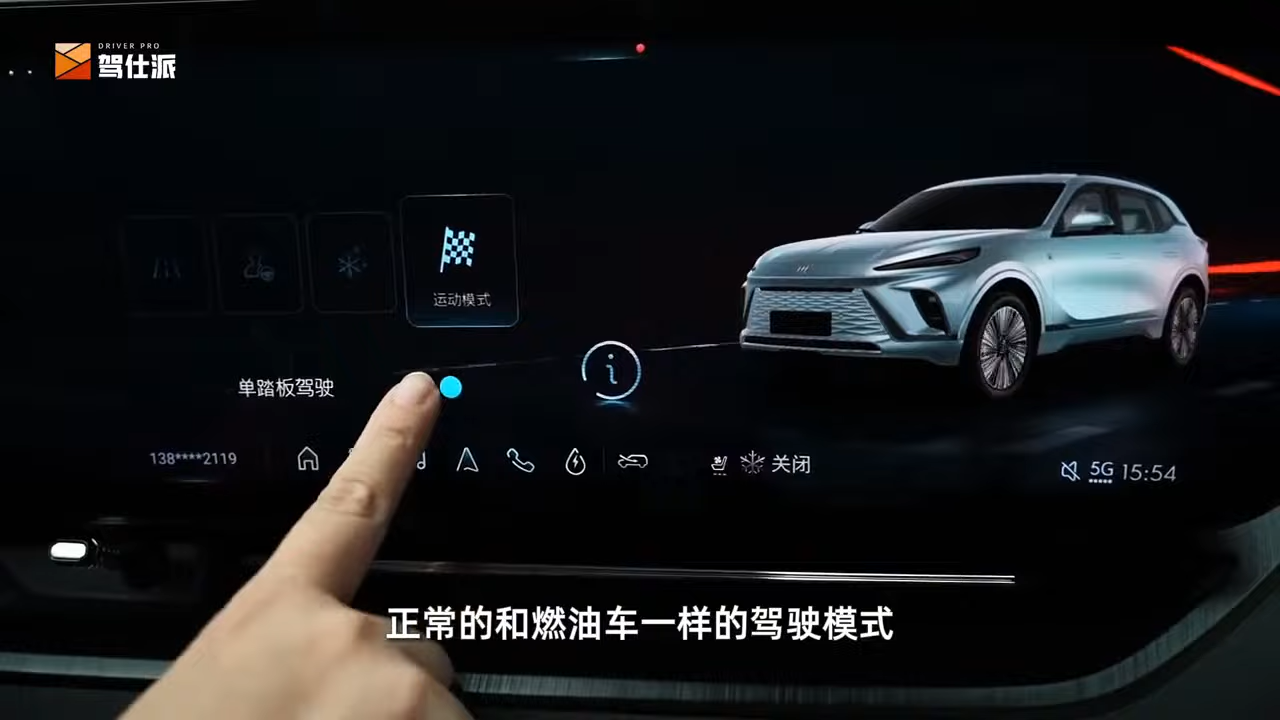 DRIVER PRO
驾仕派
运动模式
单踏板驾驶
138****2119
关闭
5G 15:54
正常的和燃油车一样的驾驶模式